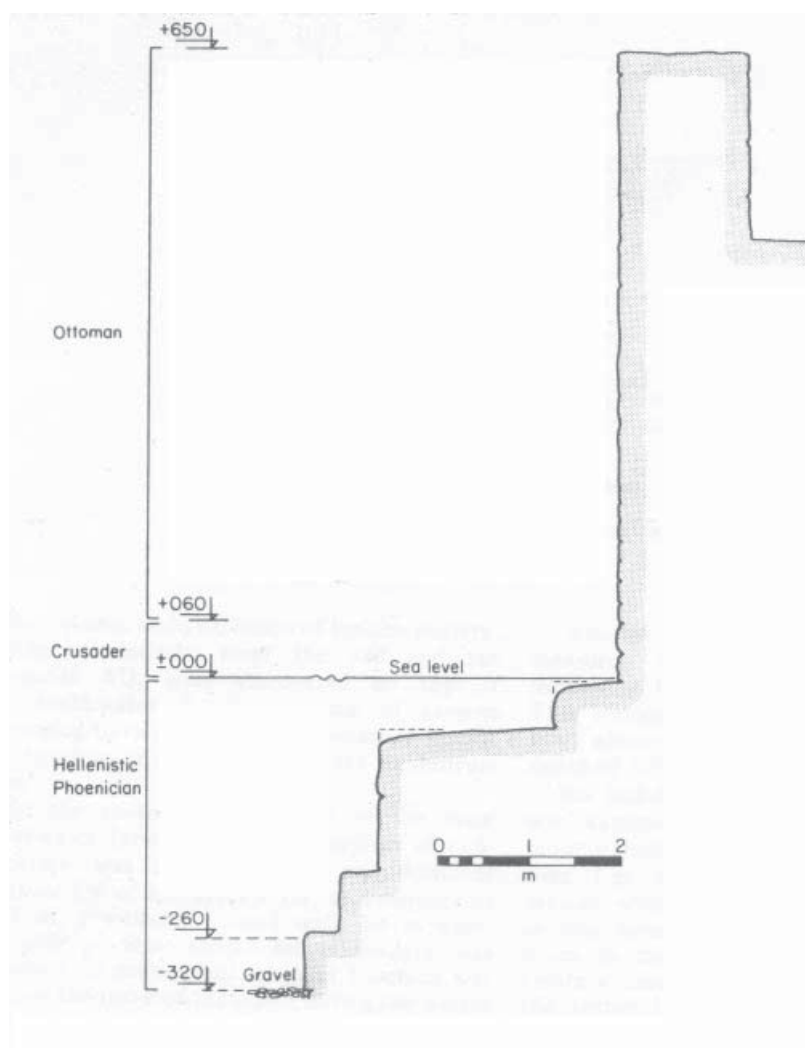 +650
Ottoman
+060
Crusader
±000
Sea level
Hellenistic
Phoenician
0 1 2
m
-260
-320
Gravel